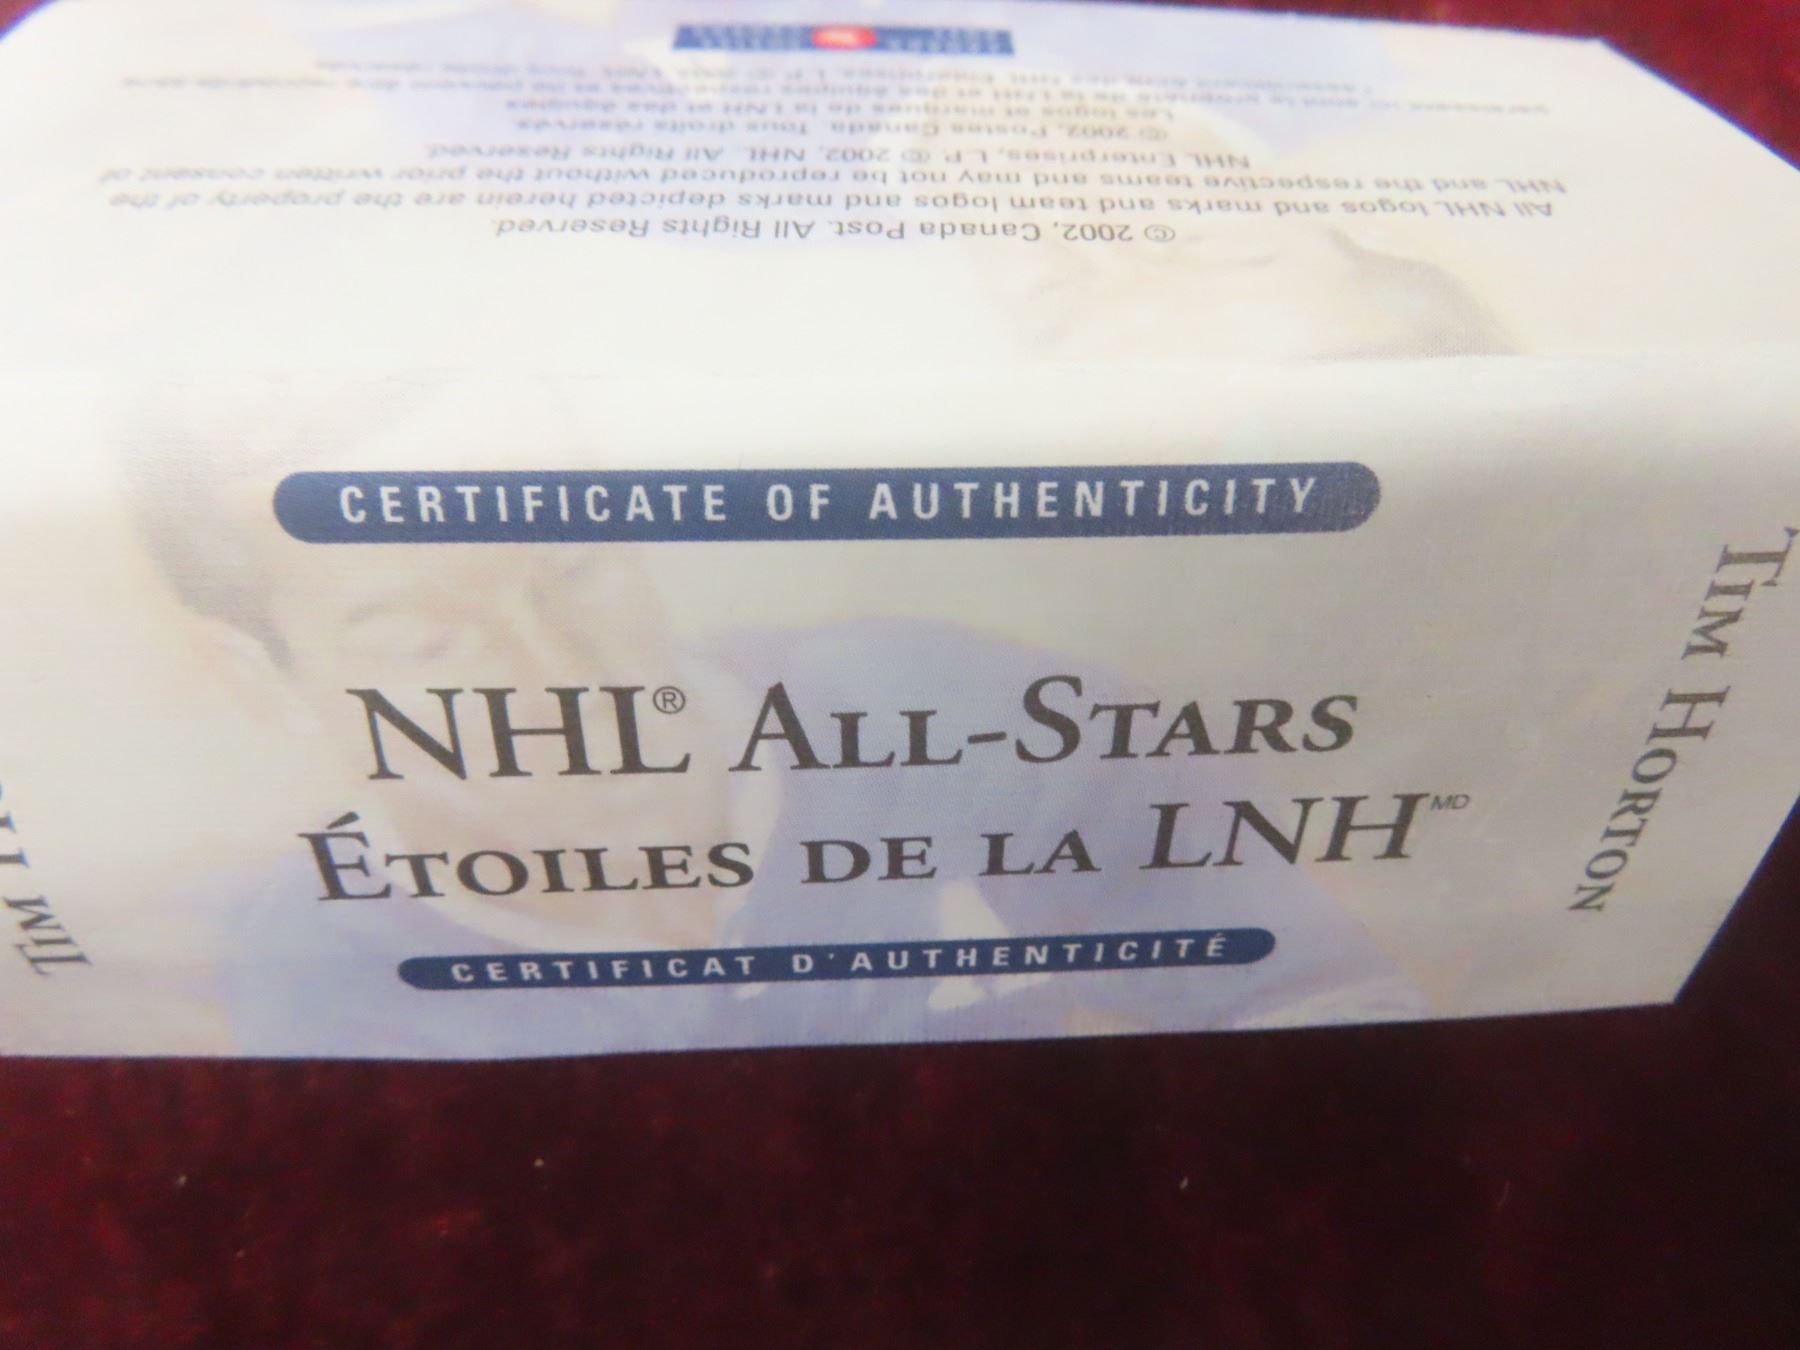 CERTIFICATE OF AUTHENTICITY
NHL® ALL-STARS
ÉTOILES DE LA LNH MD
CERTIFICAT D'AUTHENTICITÉ
TIM HORTON
TIM
© 2002, Canada Post. All Rights Reserved.
All NHL logos and marks and team logos and marks depicted herein are the property of the
NHL and the respective teams and may not be reproduced without the prior written consent of
NHL Enterprises, L.P. © 2002, NHL. All Rights Reserved.
© 2002, Postes Canada. Tous droits réservés.
Les logos et marques de la LNH et des équipes